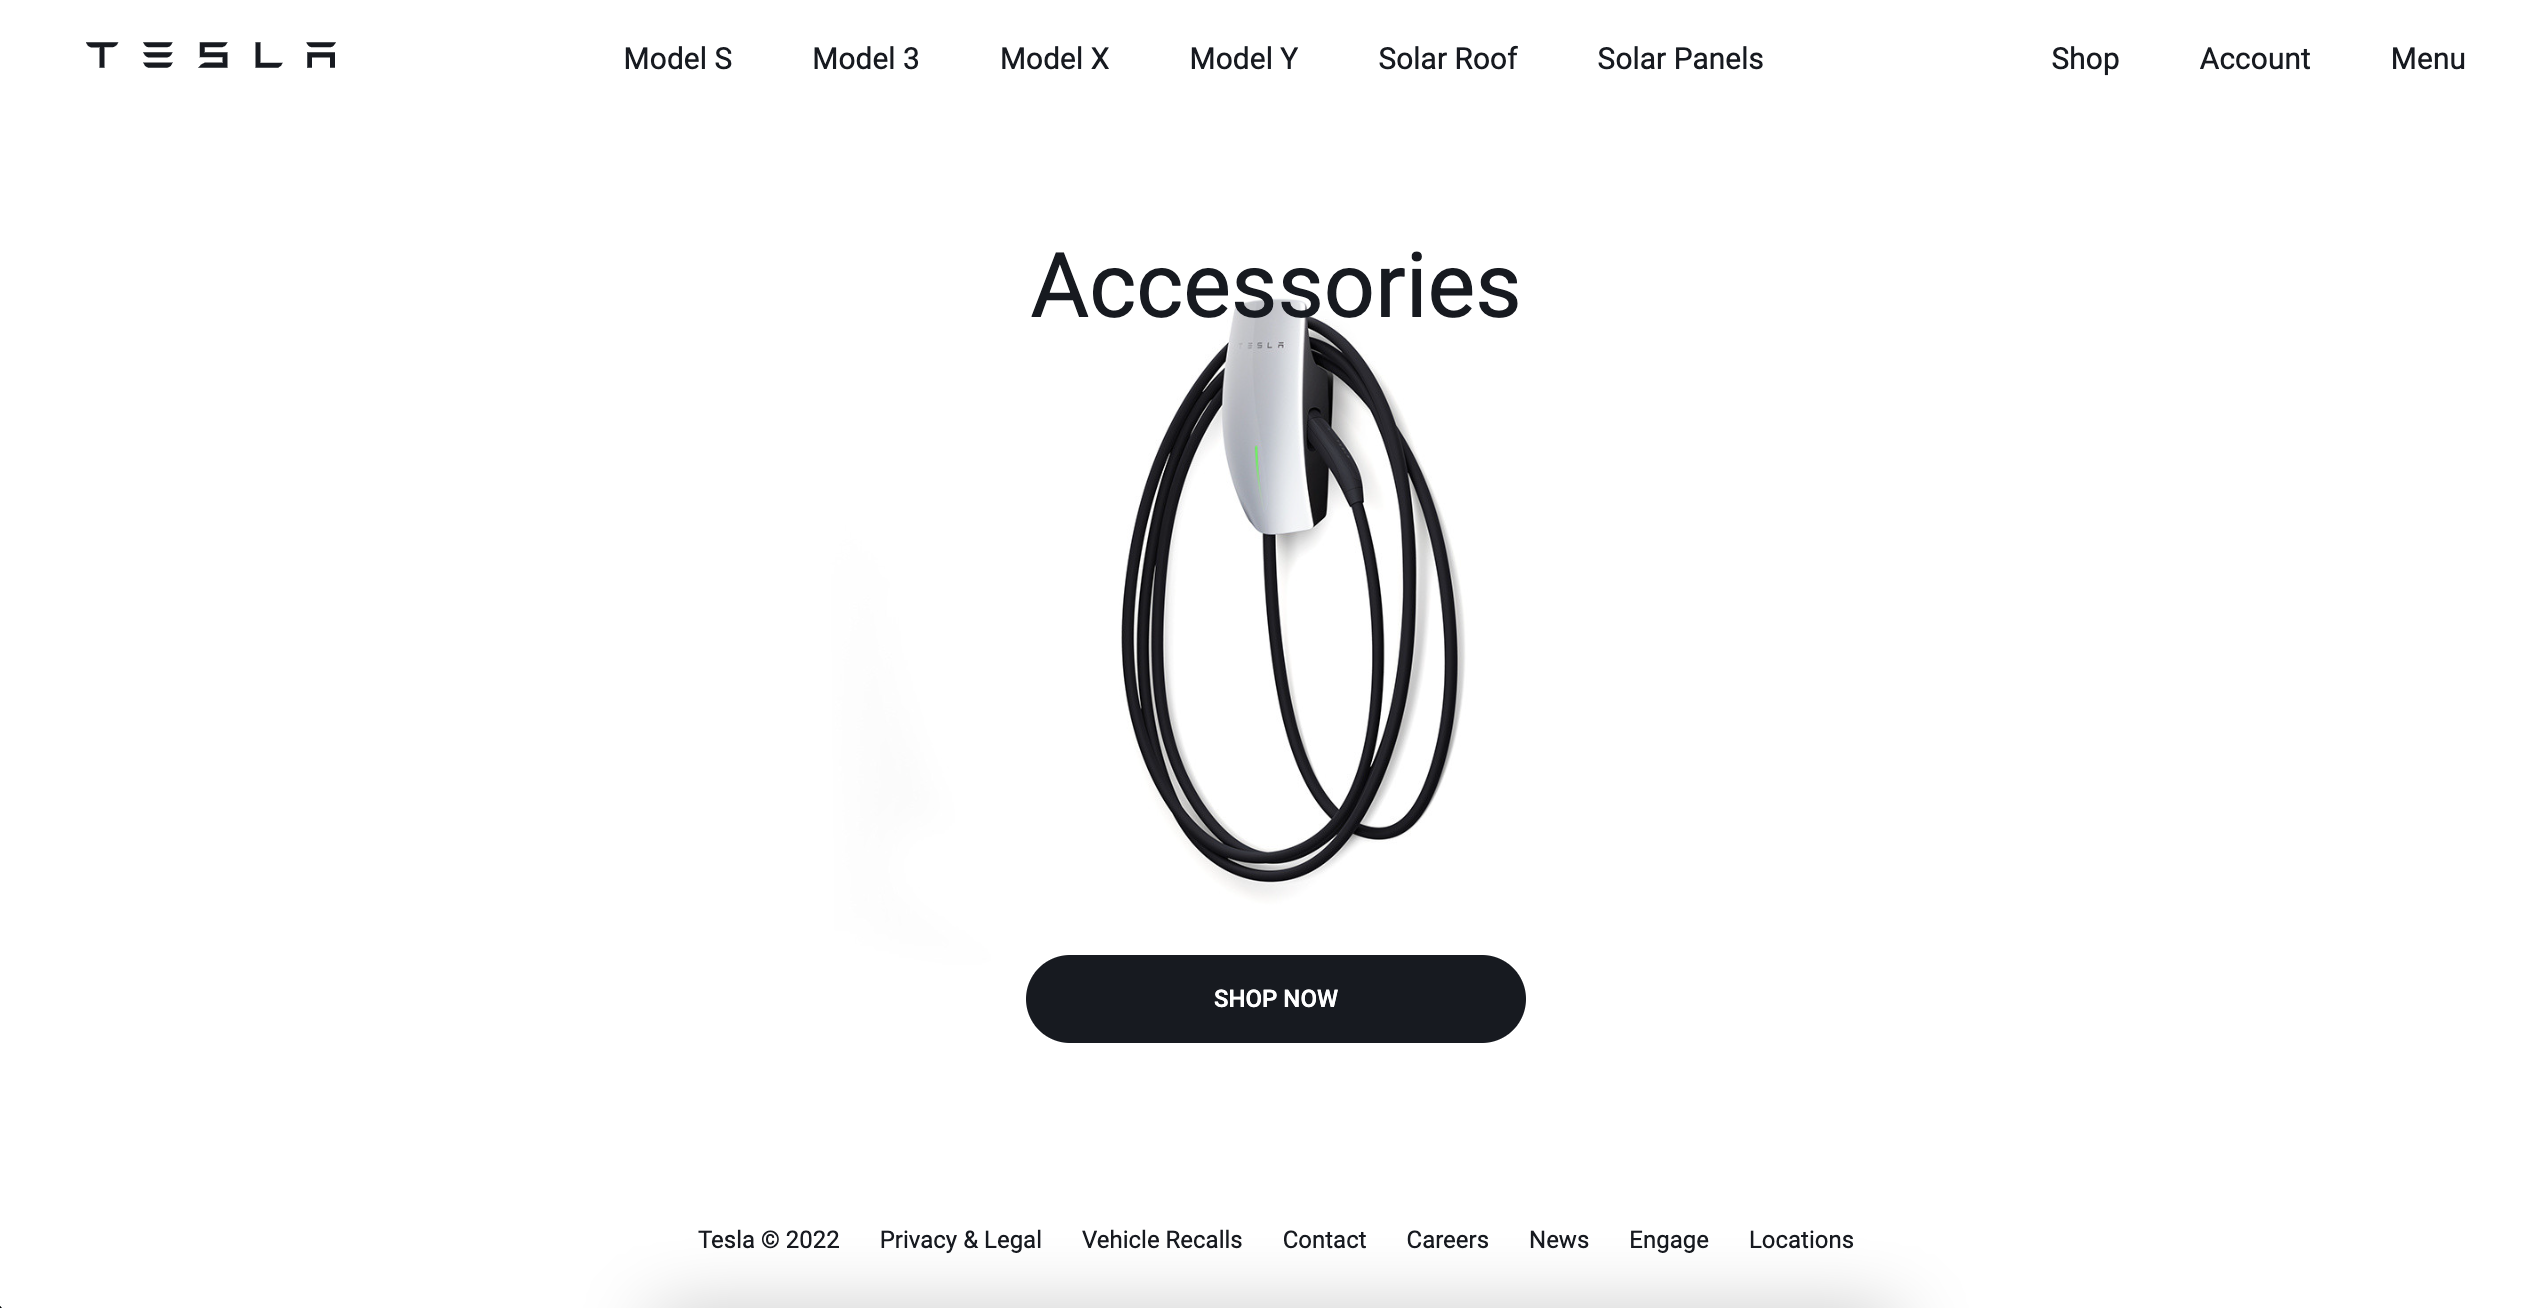 TESLA Model S Model 3 Model X Model Y Solar Roof Solar Panels Shop Account Menu
Accessories
TESLA
SHOP NOW
Tesla © 2022 Privacy & Legal Vehicle Recalls Contact Careers News Engage Locations